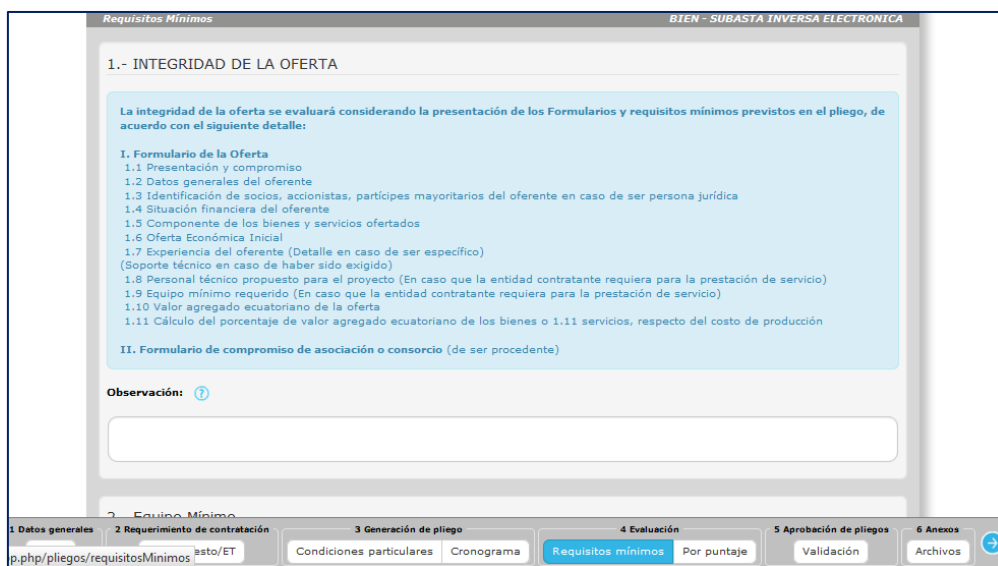 Requisitos Mínimos BIEN - SUBASTA INVERSA ELECTRONICA
1.- INTEGRIDAD DE LA OFERTA
La integridad de la oferta se evaluará considerando la presentación de los Formularios y requisitos mínimos previstos en el pliego, de
acuerdo con el siguiente detalle:
I. Formulario de la Oferta
1.1 Presentación y compromiso
1.2 Datos generales del oferente
1.3 Identificación de socios, accionistas, partícipes mayoritarios del oferente en caso de ser persona jurídica
1.4 Situación financiera del oferente
1.5 Componente de los bienes y servicios ofertados
1.6 Oferta Económica Inicial
1.7 Experiencia del oferente (Detalle en caso de ser específico)
(Soporte técnico en caso de haber sido exigido)
1.8 Personal técnico propuesto para el proyecto (En caso que la entidad contratante requiera para la prestación de servicio)
1.9 Equipo mínimo requerido (En caso que la entidad contratante requiera para la prestación de servicio)
1.10 Valor agregado ecuatoriano de la oferta
1.11 Cálculo del porcentaje de valor agregado ecuatoriano de los bienes o 1.11 servicios, respecto del costo de producción
II. Formulario de compromiso de asociación o consorcio (de ser procedente)
Observación: ?
2.- Equipo Mínimo
1 Datos generales 2 Requerimiento de contratación 3 Generación de pliego 4 Evaluación 5 Aprobación de pliegos 6 Anexos
p.php/pliegos/requisitosMinimos esto/ET Condiciones particulares Cronograma Requisitos mínimos Por puntaje Validación Archivos